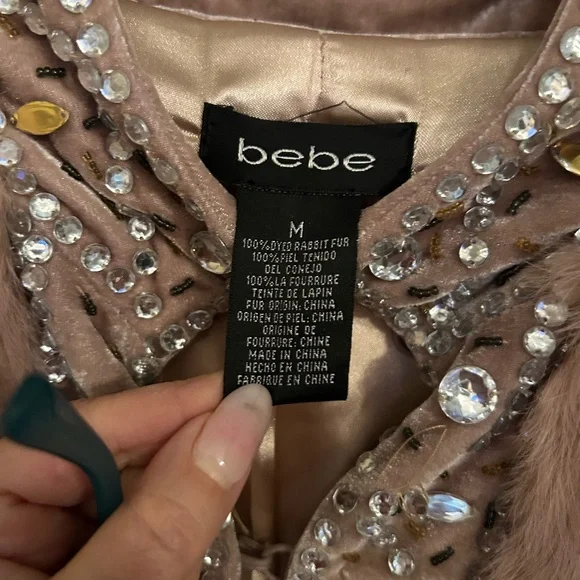 bebe
M
100% DYED RABBIT FUR
100% PIEL TENIDO
DEL CONEJO
100% LA FOURRURE
TEINTE DE LAPIN
FUR ORIGIN: CHINA
ORIGEN DE PIEL: CHINA
ORIGINE DE
FOURRURE: CHINE
MADE IN CHINA
HECHO EN CHINA
FABRIQUE EN CHINE